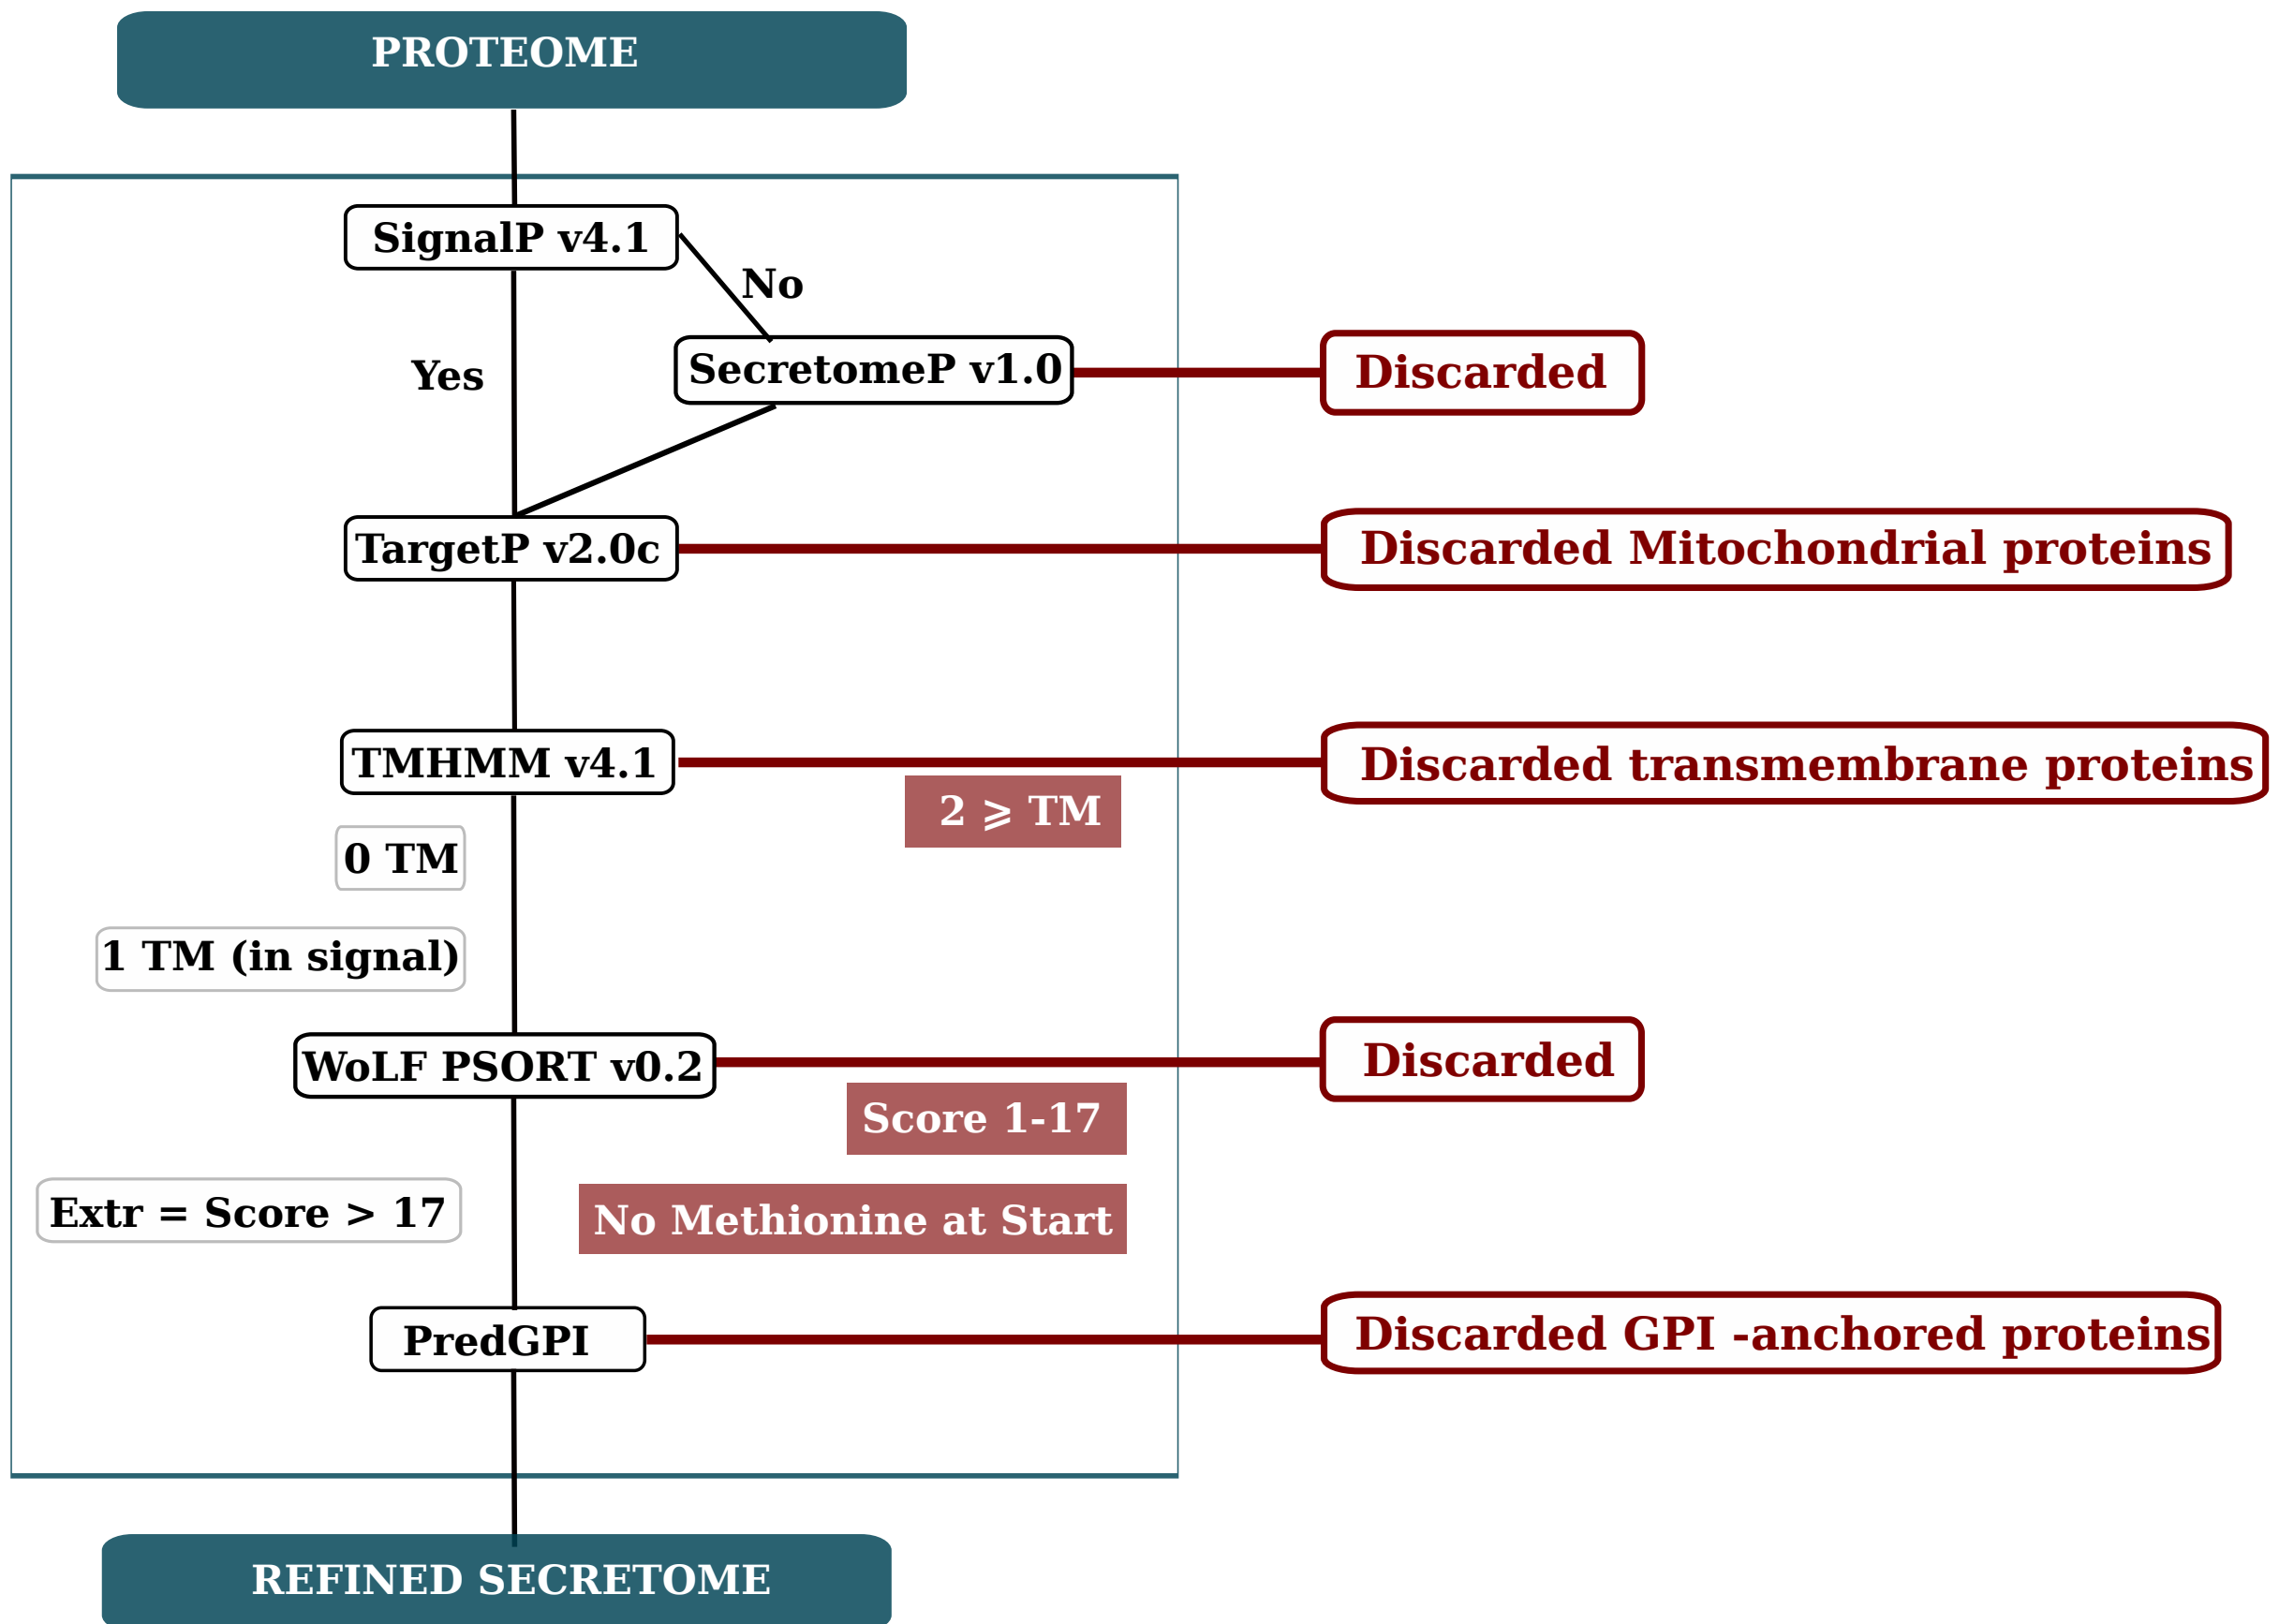 PROTEOME
SignalP v4.1
No
Yes
SecretomeP v1.0
Discarded
TargetP v2.0c
Discarded Mitochondrial proteins
TMHMM v4.1
Discarded transmembrane proteins
2 ⩾ TM
0 TM
1 TM (in signal)
WoLF PSORT v0.2
Discarded
Score 1-17
Extr = Score > 17
No Methionine at Start
PredGPI
Discarded GPI -anchored proteins
REFINED SECRETOME